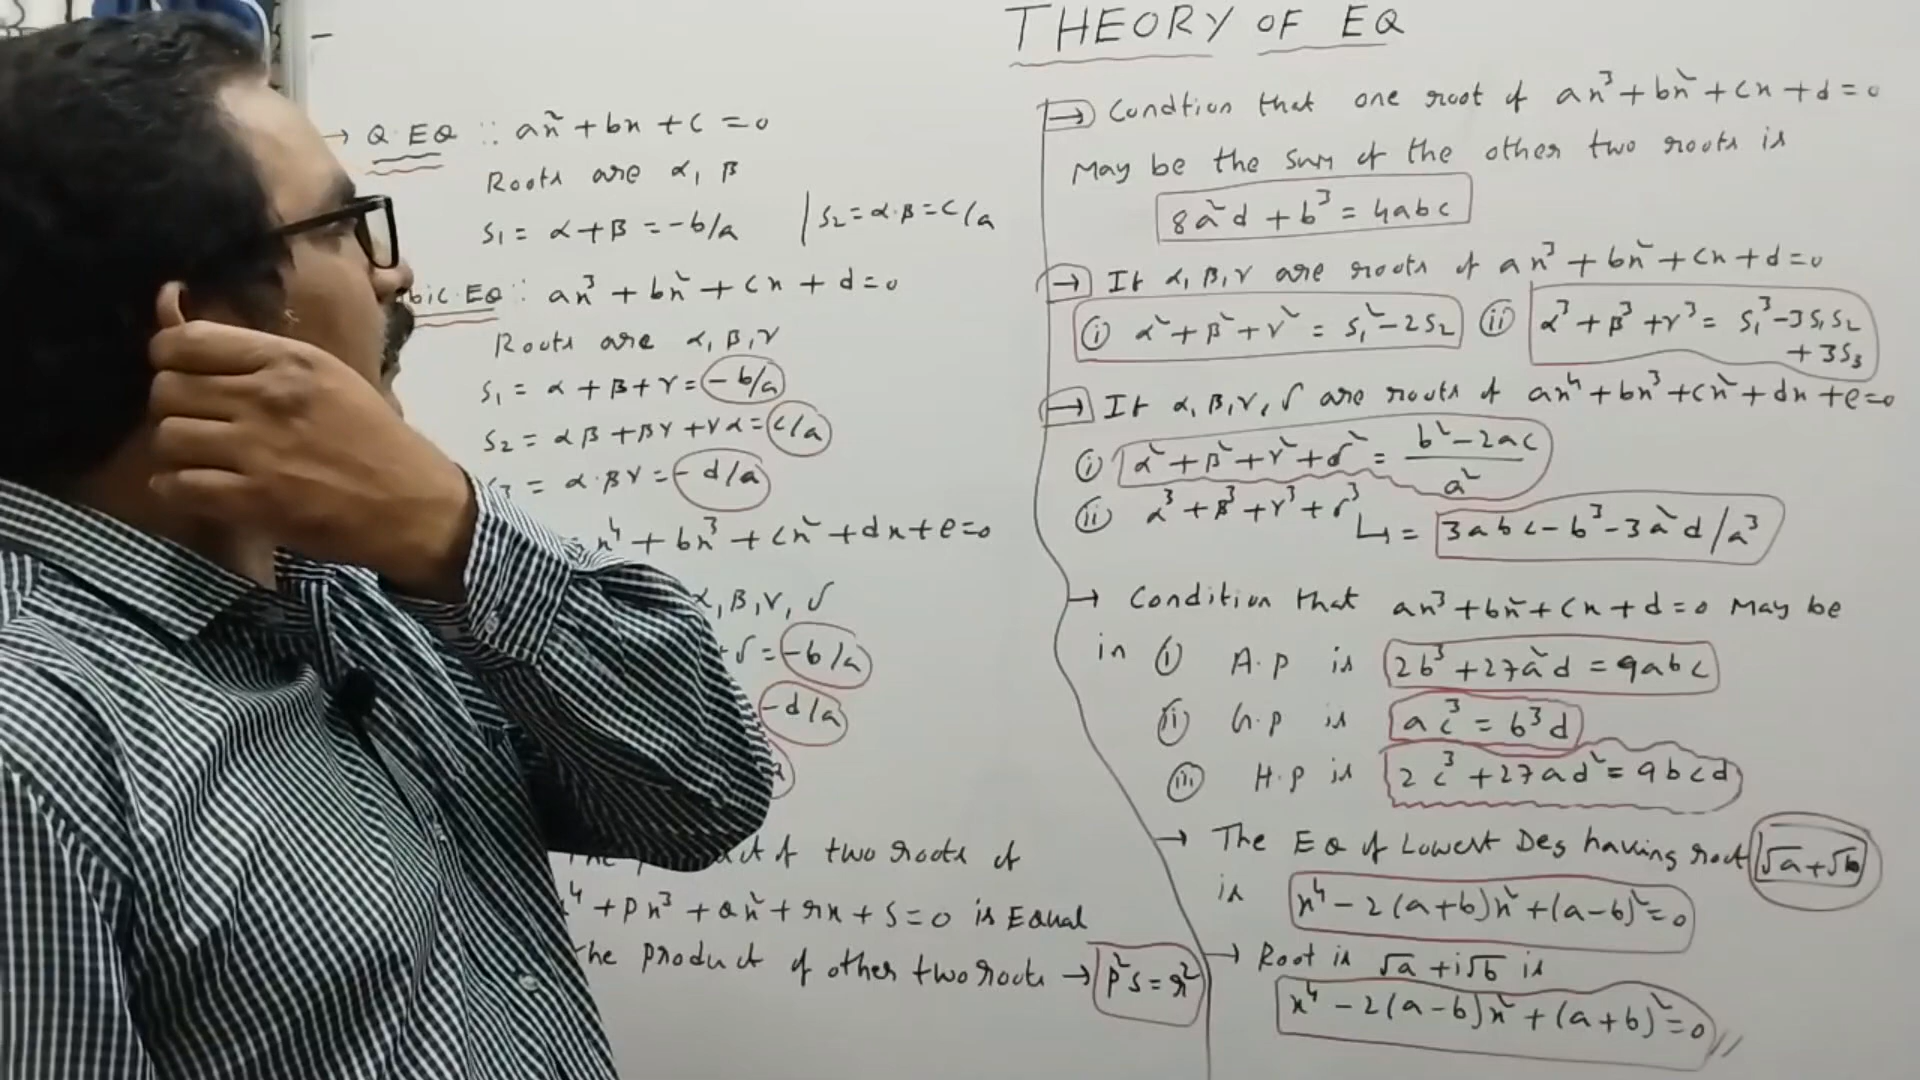 THEORY OF EQ
→ Q.EQ :: ax² + bx + c = 0
Roots are α, β
S₁ = α + β = -b/a | S₂ = α·β = c/a
bic.EQ : ax³ + bx² + cx + d = 0
Roots are α, β, γ
S₁ = α + β + γ = -b/a
S₂ = αβ + βγ + γα = c/a
= α·βγ = -d/a
x⁴ + bx³ + cx² + dx + e = 0
α, β, γ, δ
+ δ = -b/a
-d/a
two roots of
x⁴ + px³ + qx² + rx + s = 0 is Equal
the product of other two roots → p²s = r²
→ Condtion that one root of ax³ + bx² + cx + d = 0
May be the sum of the other two roots is
8a²d + b³ = 4abc
→ If α, β, γ are roots of ax³ + bx² + cx + d = 0
(i) α² + β² + γ² = S₁² - 2S₂ (ii) α³ + β³ + γ³ = S₁³ - 3S₁S₂
+ 3S₃
→ If α, β, γ, δ are roots of ax⁴ + bx³ + cx² + dx + e = 0
(i) α² + β² + γ² + δ² = b² - 2ac / a²
(ii) α³ + β³ + γ³ + δ³
↳ = 3abc - b³ - 3a²d / a³
→ Condition that ax³ + bx² + cx + d = 0 May be
in (i) A.P is 2b³ + 27a²d = 9abc
(ii) G.P is ac³ = b³d
(iii) H.P is 2c³ + 27ad² = 9bcd
→ The EQ of Lowest Deg having root √a + √b
is x⁴ - 2(a+b)x² + (a-b)² = 0
→ Root is √a + i√b is
x⁴ - 2(a-b)x² + (a+b)² = 0 //